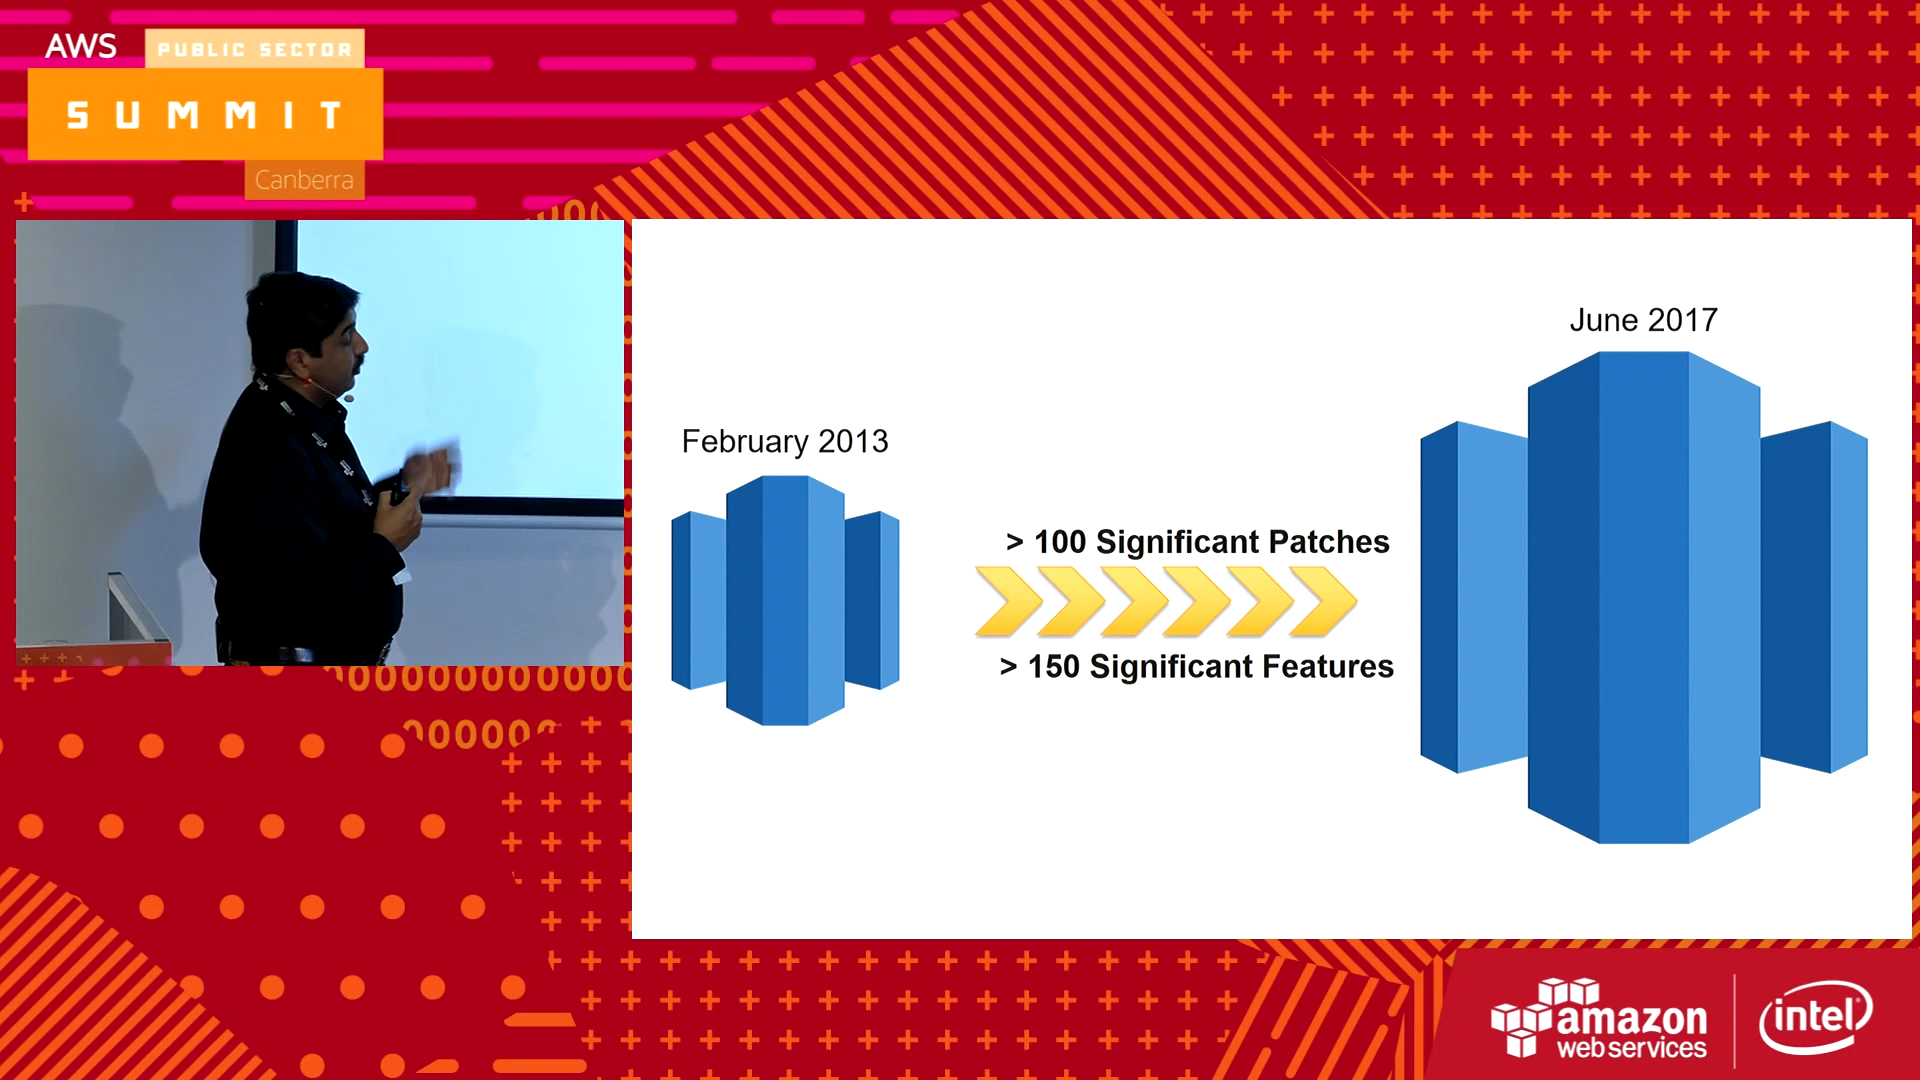 AWS
PUBLIC SECTOR
SUMMIT
Canberra
June 2017
February 2013
> 100 Significant Patches
> 150 Significant Features
amazon
web services
intel